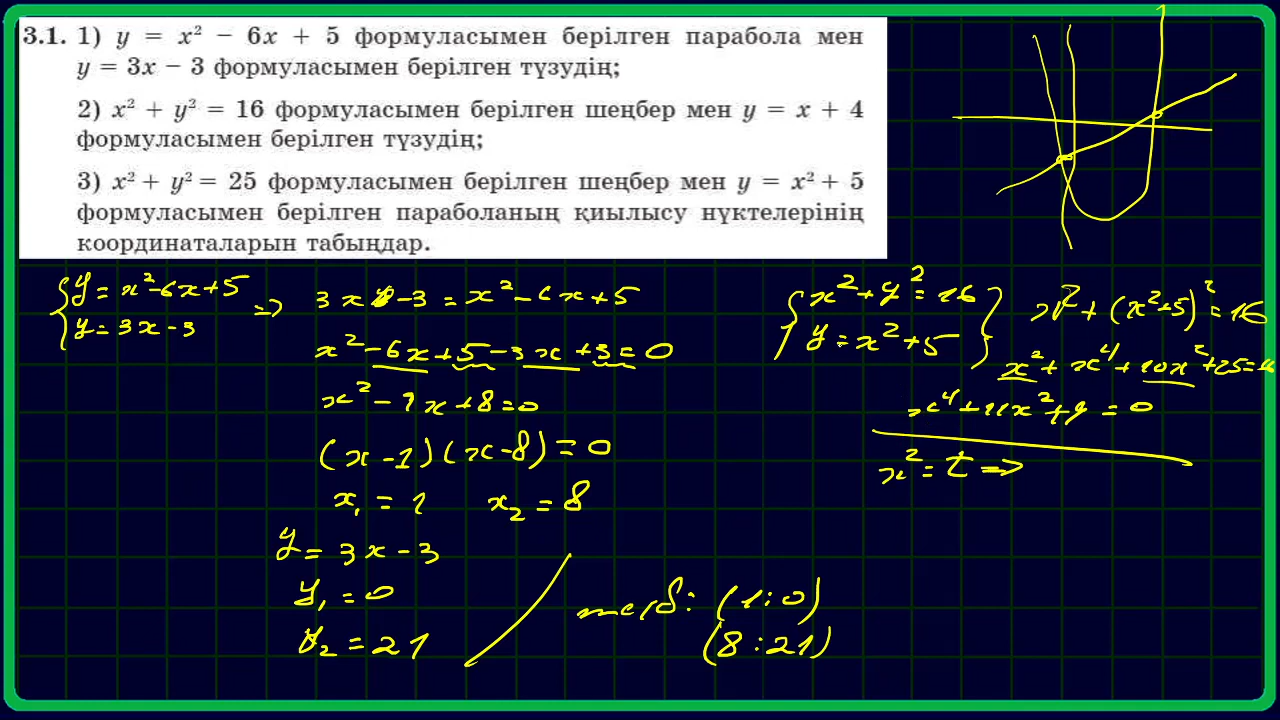 3.1. 1) y = x² − 6x + 5 формуласымен берілген парабола мен
y = 3x − 3 формуласымен берілген түзудің;
2) x² + y² = 16 формуласымен берілген шеңбер мен y = x + 4
формуласымен берілген түзудің;
3) x² + y² = 25 формуласымен берілген шеңбер мен y = x² + 5
формуласымен берілген параболаның қиылысу нүктелерінің
координаталарын табыңдар.
y = x² − 6x + 5
y = 3x − 3
=> 3x − 3 = x² − 6x + 5
x² − 6x + 5 − 3x + 3 = 0
x² − 9x + 8 = 0
(x − 1)(x − 8) = 0
x₁ = 1 x₂ = 8
y = 3x − 3
y₁ = 0
y₂ = 21
(1 : 0)
(8 : 21)
x² + y² = 16
y = x² + 5
x² + (x² + 5)² = 16
x² + x⁴ + 10x² + 25 = 16
x⁴ + 11x² + 9 = 0
x² = t =>